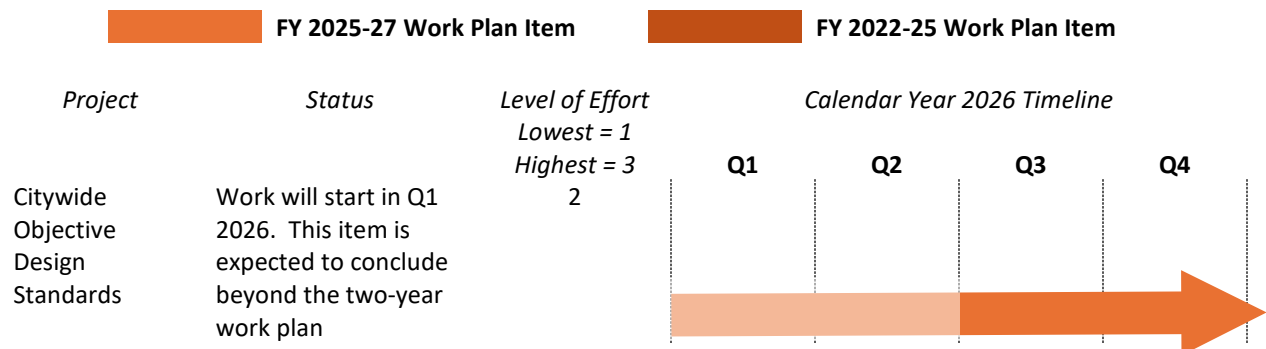 FY 2025-27 Work Plan Item
FY 2022-25 Work Plan Item
Project
Status
Level of Effort
Lowest = 1
Highest = 3
Calendar Year 2026 Timeline
Q1
Q2
Q3
Q4
Citywide
Objective
Design
Standards
Work will start in Q1
2026.  This item is
expected to conclude
beyond the two-year
work plan
2